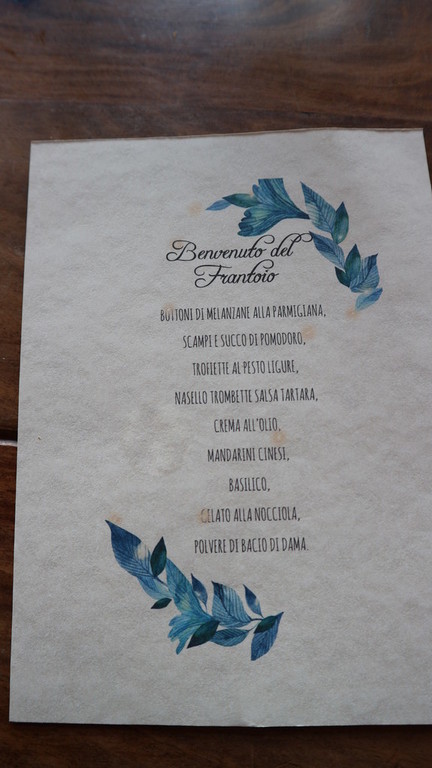 Benvenuto del
Frantoio
BOTTONI DI MELANZANE ALLA PARMIGIANA,
SCAMPI E SUCCO DI POMODORO,
TROFIETTE AL PESTO LIGURE,
NASELLO TROMBETTE SALSA TARTARA,
CREMA ALL'OLIO,
MANDARINI CINESI,
BASILICO,
GELATO ALLA NOCCIOLA,
POLVERE DI BACIO DI DAMA